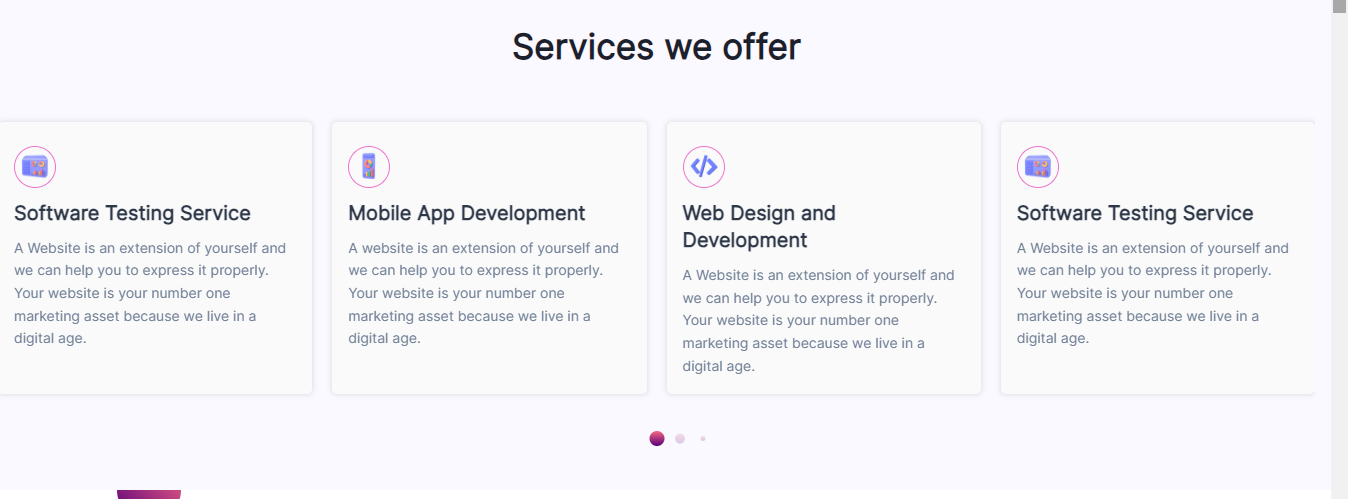 Services we offer
Software Testing Service
A Website is an extension of yourself and
we can help you to express it properly.
Your website is your number one
marketing asset because we live in a
digital age.
Mobile App Development
A website is an extension of yourself and
we can help you to express it properly.
Your website is your number one
marketing asset because we live in a
digital age.
Web Design and
Development
A Website is an extension of yourself and
we can help you to express it properly.
Your website is your number one
marketing asset because we live in a
digital age.
Software Testing Service
A Website is an extension of yourself and
we can help you to express it properly.
Your website is your number one
marketing asset because we live in a
digital age.